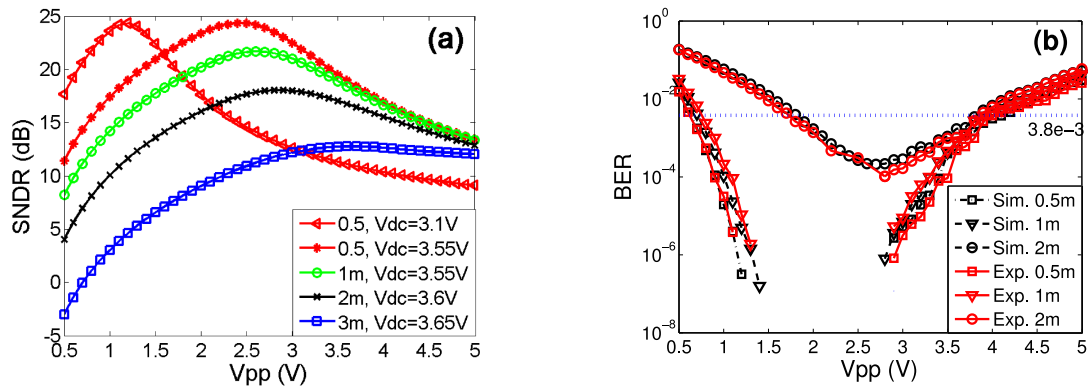 25
20
15
10
5
0
-5
SNDR (dB)
(a)
0.5, Vdc=3.1V
0.5, Vdc=3.55V
1m, Vdc=3.55V
2m, Vdc=3.6V
3m, Vdc=3.65V
0.5 1 1.5 2 2.5 3 3.5 4 4.5 5
Vpp (V)
10^0
10^-2
10^-4
10^-6
10^-8
BER
(b)
3.8e-3
Sim. 0.5m
Sim. 1m
Sim. 2m
Exp. 0.5m
Exp. 1m
Exp. 2m
0.5 1 1.5 2 2.5 3 3.5 4 4.5 5
Vpp (V)